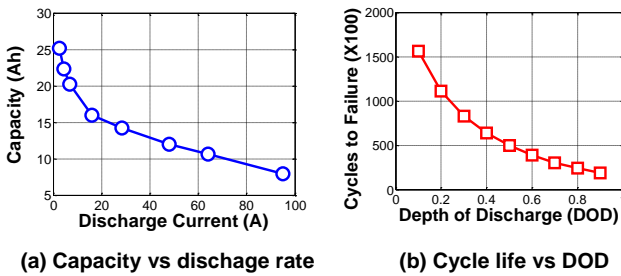 30
25
20
15
10
5
0 20 40 60 80 100
Capacity (Ah)
Discharge Current (A)
(a) Capacity vs dischage rate
2000
1500
1000
500
0
0 0.2 0.4 0.6 0.8 1
Cycles to Failure (X100)
Depth of Discharge (DOD)
(b) Cycle life vs DOD